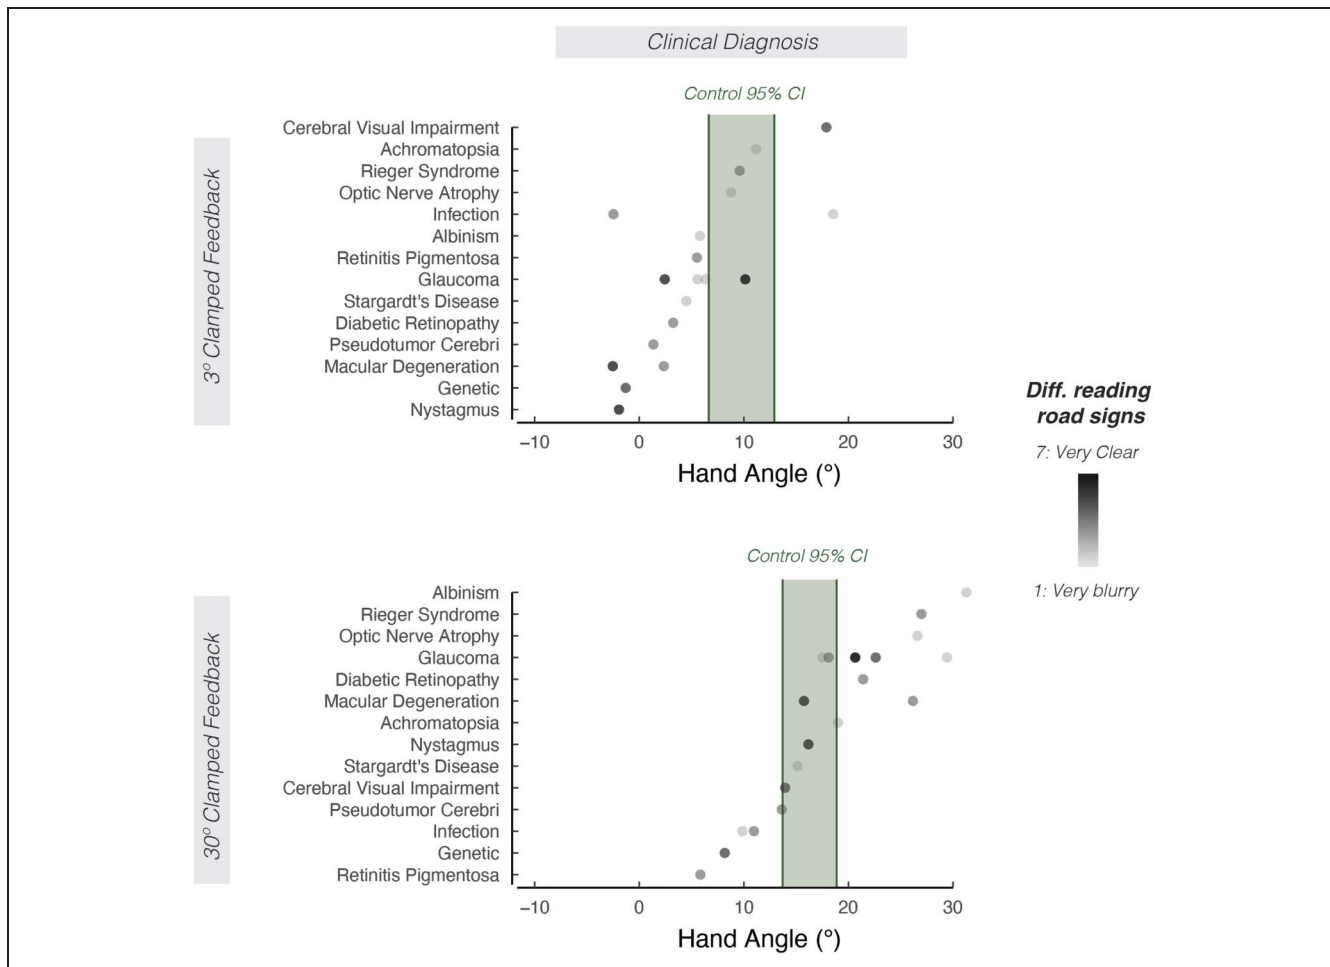 Clinical Diagnosis
Control 95% CI
3° Clamped Feedback
Cerebral Visual Impairment
Achromatopsia
Rieger Syndrome
Optic Nerve Atrophy
Infection
Albinism
Retinitis Pigmentosa
Glaucoma
Stargardt's Disease
Diabetic Retinopathy
Pseudotumor Cerebri
Macular Degeneration
Genetic
Nystagmus
−10 0 10 20 30
Hand Angle (°)
Diff. reading
road signs
7: Very Clear
1: Very blurry
Control 95% CI
30° Clamped Feedback
Albinism
Rieger Syndrome
Optic Nerve Atrophy
Glaucoma
Diabetic Retinopathy
Macular Degeneration
Achromatopsia
Nystagmus
Stargardt's Disease
Cerebral Visual Impairment
Pseudotumor Cerebri
Infection
Genetic
Retinitis Pigmentosa
−10 0 10 20 30
Hand Angle (°)